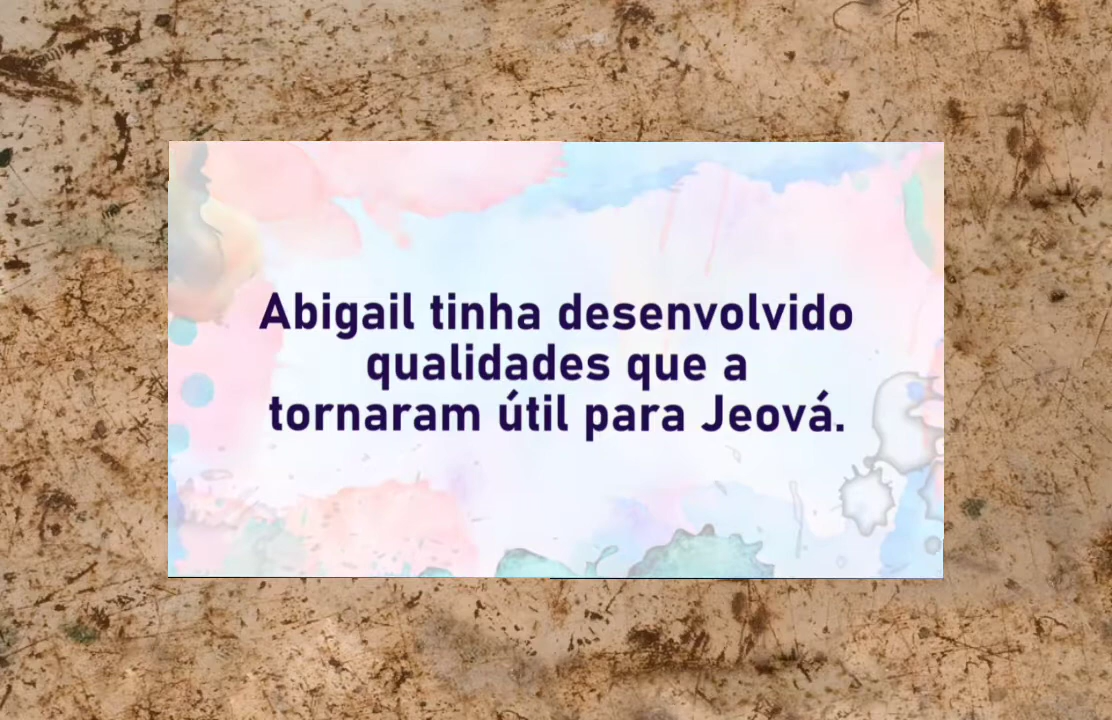 Abigail tinha desenvolvido
qualidades que a
tornaram útil para Jeová.